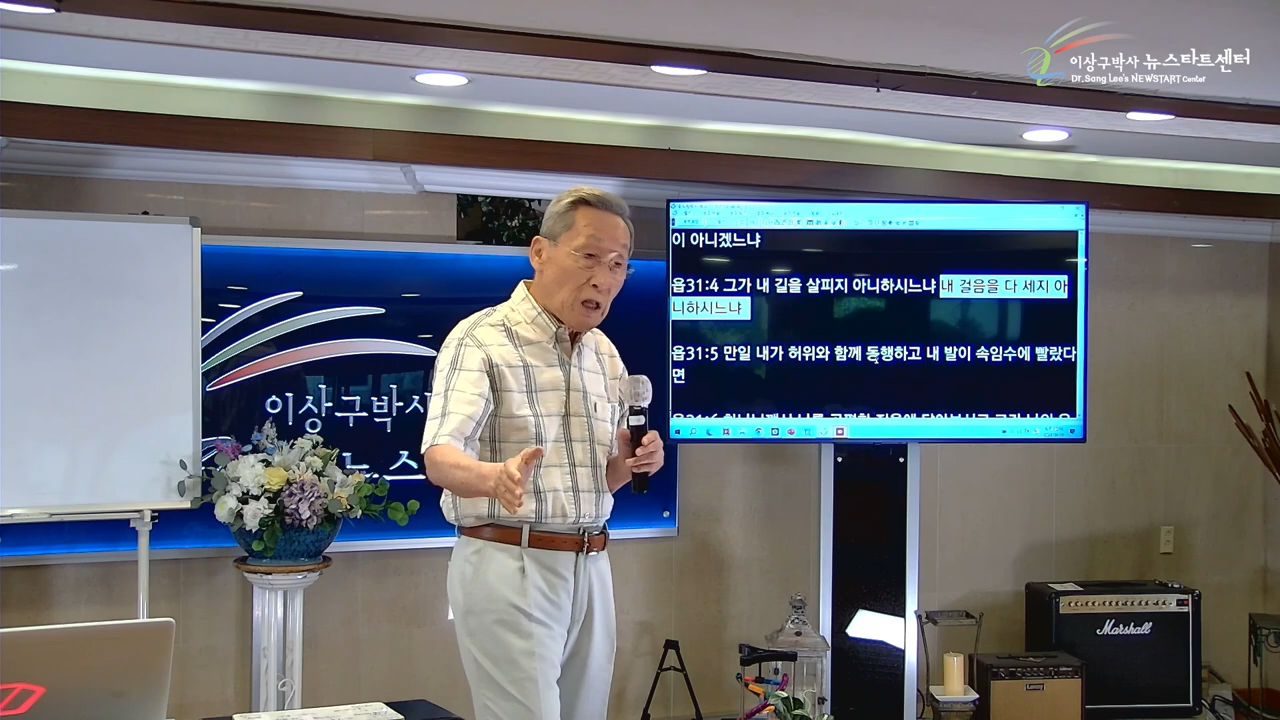 이상구박사 뉴스타트센터
Dr. Sang Lee's NEWSTART Center
이 아니겠느냐
욥31:4 그가 내 길을 살피지 아니하시느냐 내 걸음을 다 세지 아
니하시느냐
욥31:5 만일 내가 허위와 함께 동행하고 내 발이 속임수에 빨랐다
면
이상구박사
뉴스
Marshall
Laney